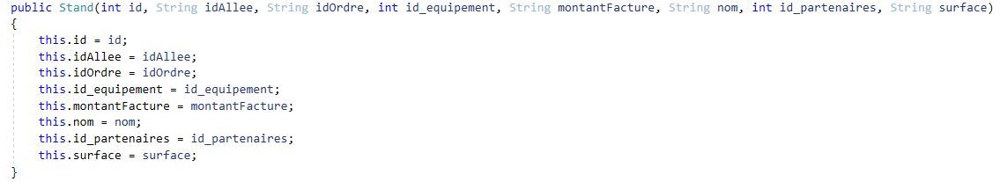 public Stand(int id, String idAllee, String idOrdre, int id_equipement, String montantFacture, String nom, int id_partenaires, String surface)
{
this.id = id;
this.idAllee = idAllee;
this.idOrdre = idOrdre;
this.id_equipement = id_equipement;
this.montantFacture = montantFacture;
this.nom = nom;
this.id_partenaires = id_partenaires;
this.surface = surface;
}